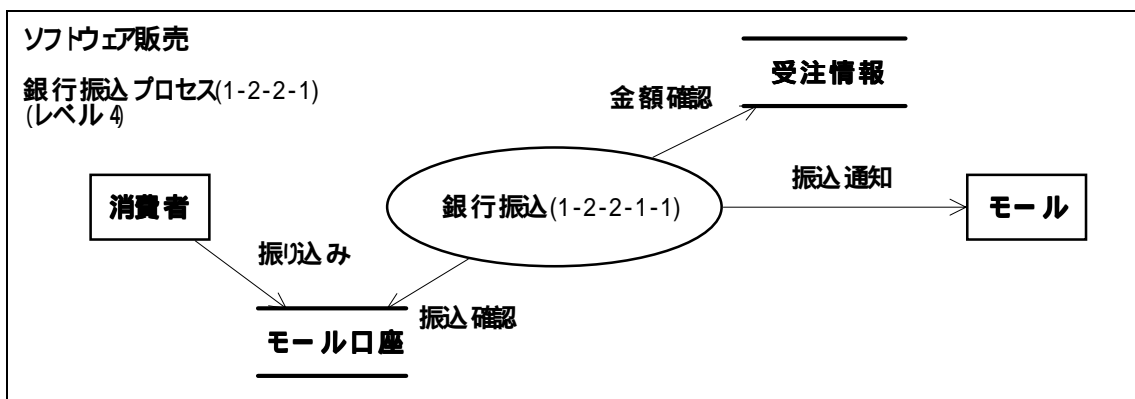 ソフトウェア販売
銀行振込プロセス(1-2-2-1)
(レベル4)
受注情報
金額確認
消費者
銀行振込(1-2-2-1-1)
振込通知
モール
振り込み
振込確認
モール口座